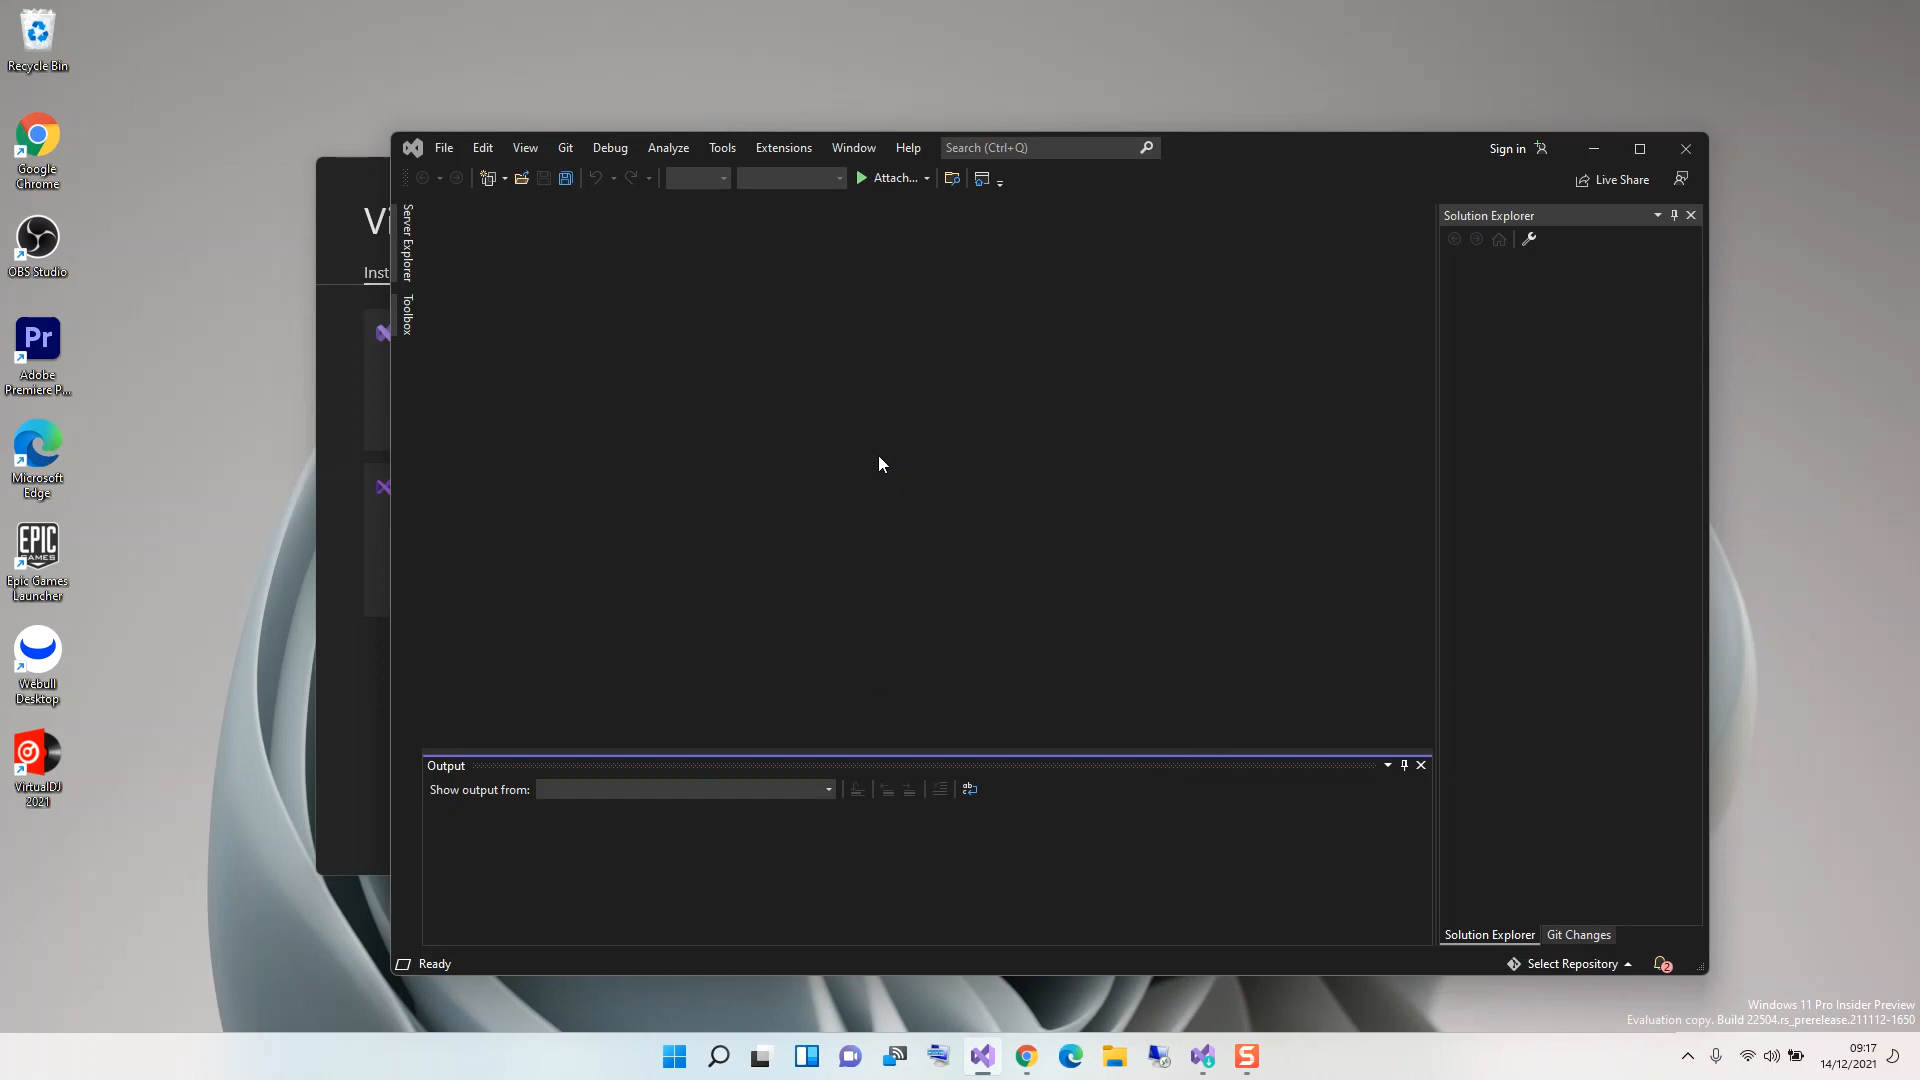 Recycle Bin
Google
Chrome
OBS Studio
Pr
Adobe
Premiere P...
Microsoft
Edge
EPIC
GAMES
Epic Games
Launcher
Webull
Desktop
VirtualDJ
2021
Vi
Inst
File Edit View Git Debug Analyze Tools Extensions Window Help Search (Ctrl+Q) Sign in
Attach... Live Share
Server Explorer
Toolbox
Solution Explorer
Output
Show output from:
Solution Explorer Git Changes
Ready Select Repository 2
Windows 11 Pro Insider Preview
Evaluation copy. Build 22504.rs_prerelease.211112-1650
S
09:17
14/12/2021